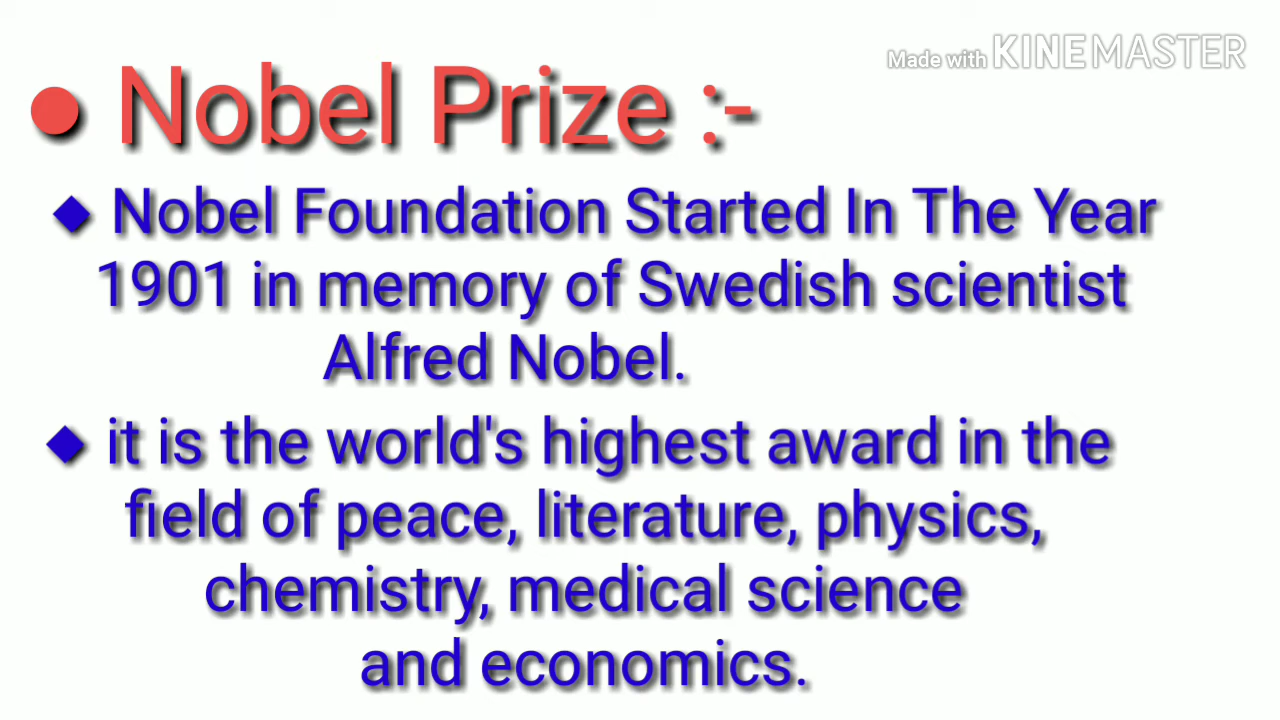 Made with KINEMASTER
● Nobel Prize :-
◆ Nobel Foundation Started In The Year
1901 in memory of Swedish scientist
Alfred Nobel.
◆ it is the world's highest award in the
field of peace, literature, physics,
chemistry, medical science
and economics.